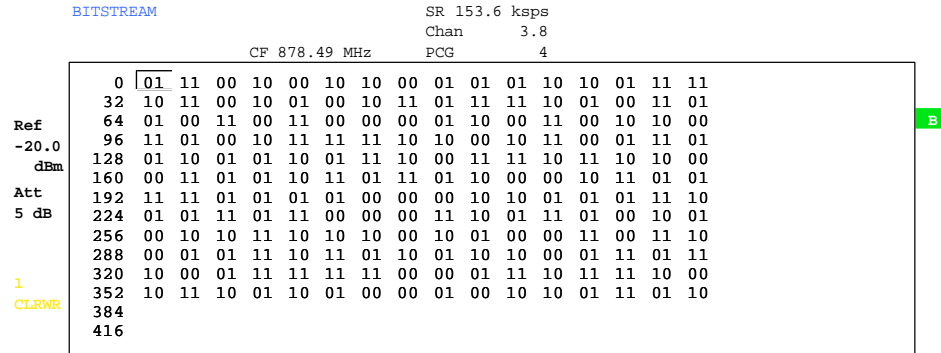 BITSTREAM SR 153.6 ksps
Chan 3.8
CF 878.49 MHz PCG 4
0 01 11 00 10 00 10 10 00 01 01 01 10 10 01 11 11
32 10 11 00 10 01 00 10 11 01 11 11 10 01 00 11 01
64 01 00 11 00 11 00 00 00 01 10 00 11 00 10 10 00
B
Ref
96 11 01 00 10 11 11 11 10 10 00 10 11 00 01 11 01
-20.0
128 01 10 01 01 10 01 11 10 00 11 11 10 11 10 10 00
dBm
160 00 11 01 01 10 11 01 11 01 10 00 00 10 11 01 01
Att
192 11 11 01 01 01 01 00 00 00 10 10 01 01 01 11 10
5 dB
224 01 01 11 01 11 00 00 00 11 10 01 11 01 00 10 01
256 00 10 10 11 10 10 10 00 10 01 00 00 11 00 11 10
288 00 01 01 11 10 11 01 10 01 10 10 00 01 11 01 11
320 10 00 01 11 11 11 11 00 00 01 11 10 11 11 10 00
1
352 10 11 10 01 10 01 00 00 01 00 10 10 01 11 01 10
CLRWR
384
416